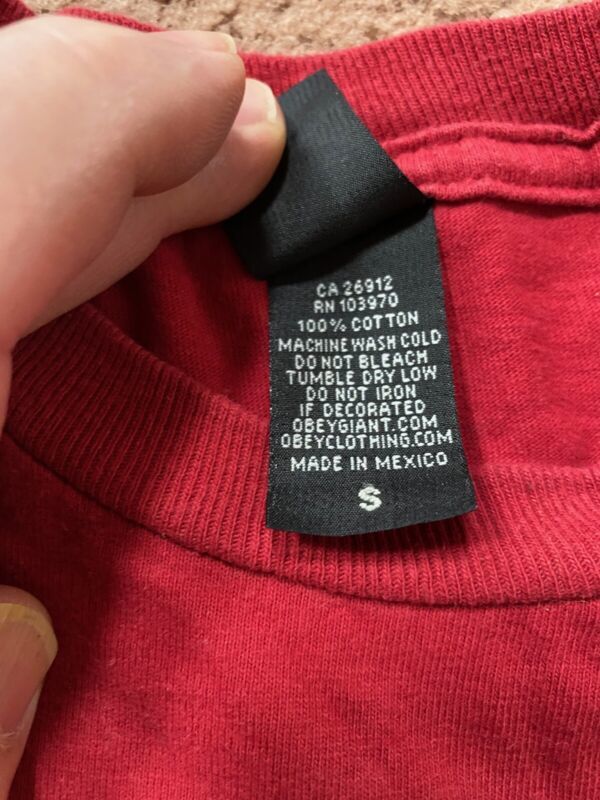 CA 26912
RN 103970
100% COTTON
MACHINE WASH COLD
DO NOT BLEACH
TUMBLE DRY LOW
DO NOT IRON
IF DECORATED
OBEYGIANT.COM
OBEYCLOTHING.COM
MADE IN MEXICO
S